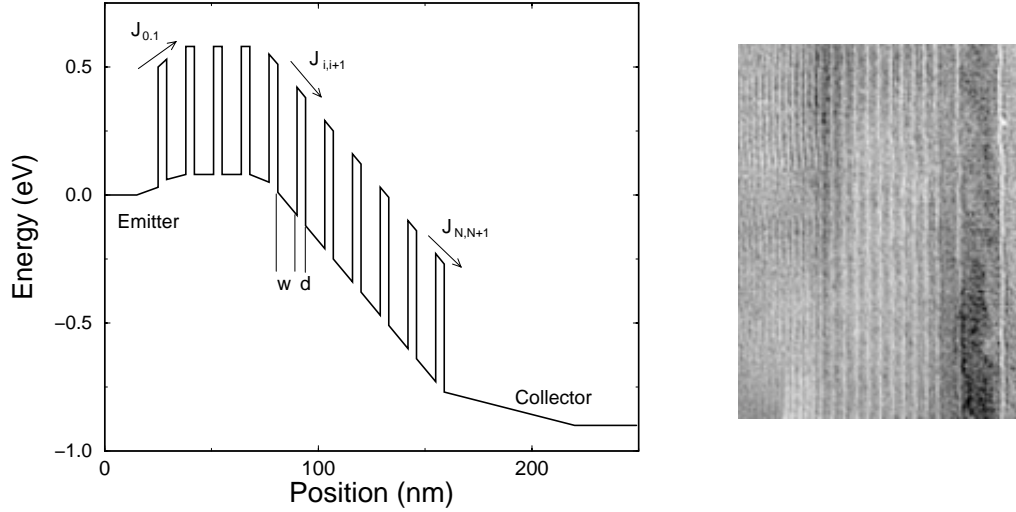 J0.1
Ji,i+1
JN,N+1
Energy (eV)
0.5
0.0
−0.5
−1.0
Emitter
w
d
Collector
0
100
200
Position (nm)